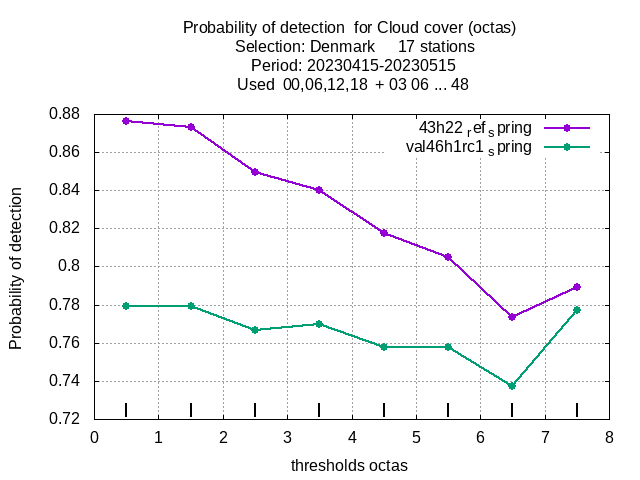 Probability of detection  for Cloud cover (octas)
Selection: Denmark     17 stations
Period: 20230415-20230515
Used  00,06,12,18  + 03 06 ... 48
43h22 ref spring
val46h1rc1 spring
0.88
0.86
0.84
0.82
0.8
0.78
0.76
0.74
0.72
Probability of detection
0 1 2 3 4 5 6 7 8
thresholds octas